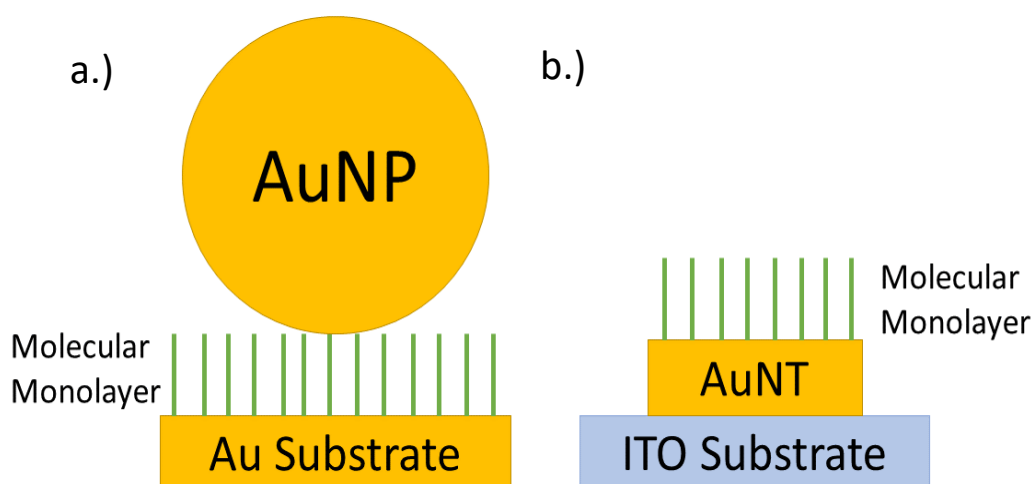 a.)
AuNP
Molecular
Monolayer
Au Substrate
b.)
Molecular
Monolayer
AuNT
ITO Substrate